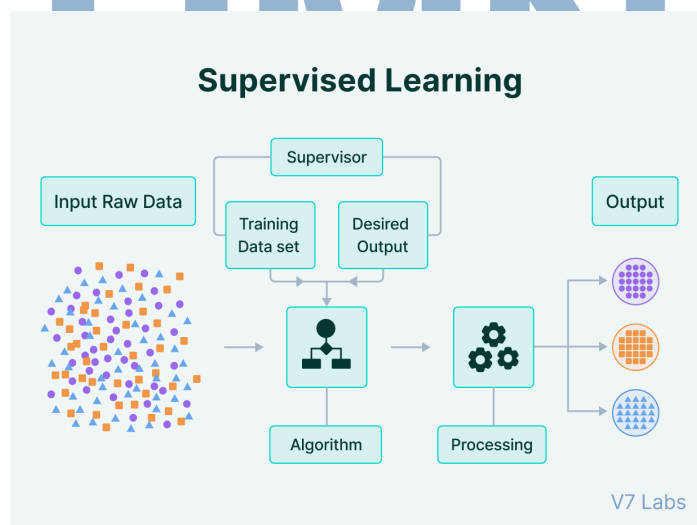 Supervised Learning
Supervisor
Input Raw Data
Training
Data set
Desired
Output
Output
Algorithm
Processing
V7 Labs